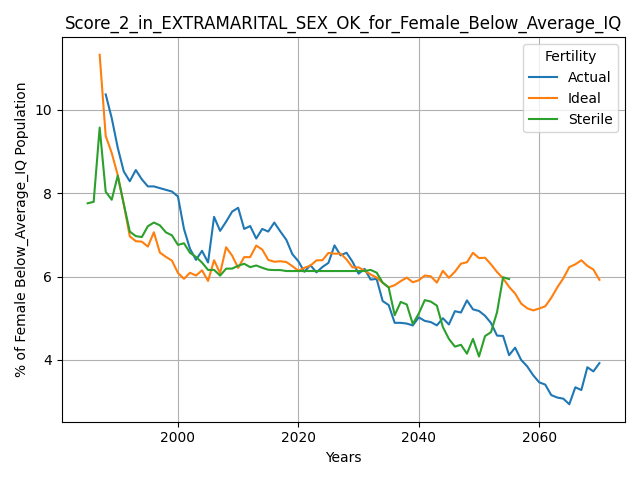 Score_2_in_EXTRAMARITAL_SEX_OK_for_Female_Below_Average_IQ
Fertility
Actual
Ideal
Sterile
% of Female Below_Average_IQ Population
10
8
6
4
2000 2020 2040 2060
Years